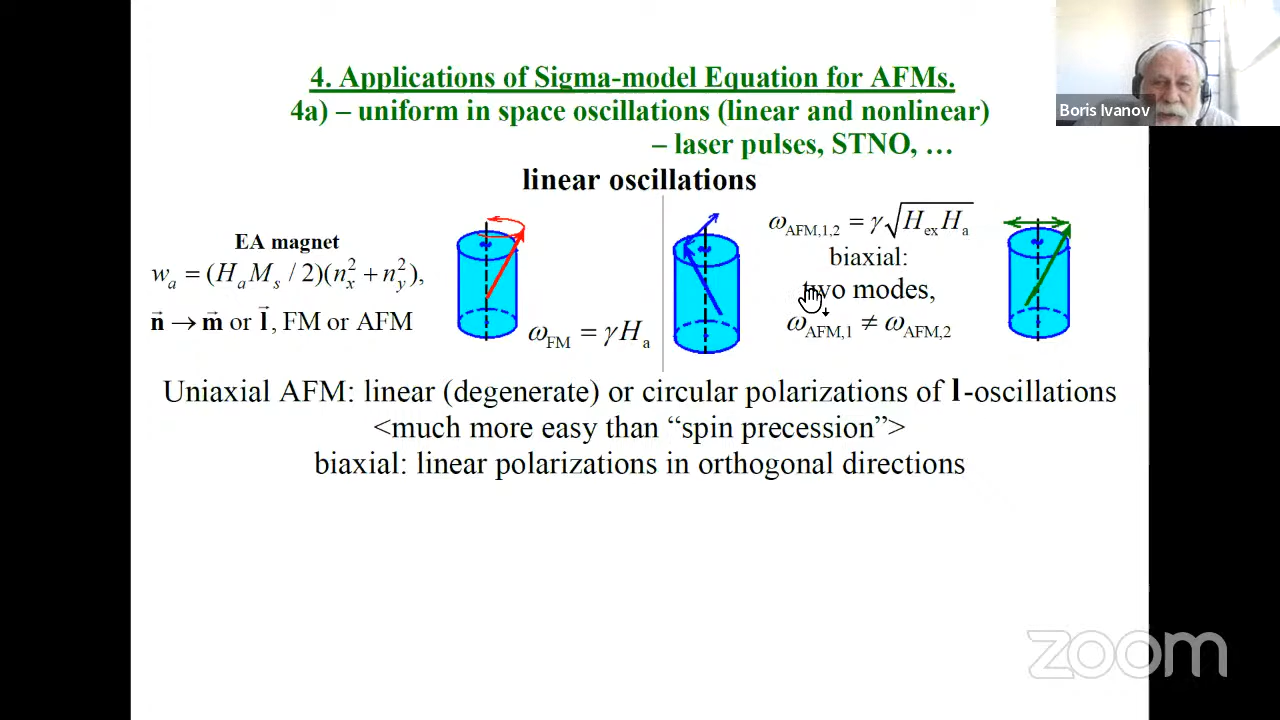 4. Applications of Sigma-model Equation for AFMs.
4a) – uniform in space oscillations (linear and nonlinear)
– laser pulses, STNO, …
Boris Ivanov
linear oscillations
EA magnet
w_a = (H_a M_s / 2)(n_x^2 + n_y^2),
n⃗ → m⃗ or l⃗, FM or AFM
ω_FM = γH_a
ω_AFM,1,2 = γ√(H_ex H_a)
biaxial:
two modes,
ω_AFM,1 ≠ ω_AFM,2
Uniaxial AFM: linear (degenerate) or circular polarizations of l-oscillations
<much more easy than “spin precession”>
biaxial: linear polarizations in orthogonal directions
zoom